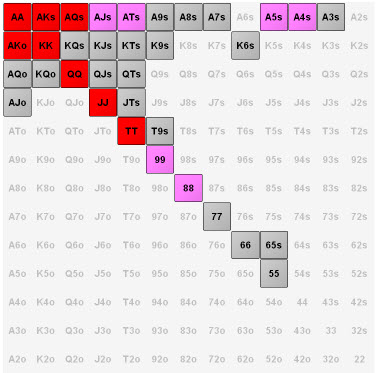 AA AKs AQs AJs ATs A9s A8s A7s A6s A5s A4s A3s A2s
AKo KK KQs KJs KTs K9s K8s K7s K6s K5s K4s K3s K2s
AQo KQo QQ QJs QTs Q9s Q8s Q7s Q6s Q5s Q4s Q3s Q2s
AJo KJo QJo JJ JTs J9s J8s J7s J6s J5s J4s J3s J2s
ATo KTo QTo JTo TT T9s T8s T7s T6s T5s T4s T3s T2s
A9o K9o Q9o J9o T9o 99 98s 97s 96s 95s 94s 93s 92s
A8o K8o Q8o J8o T8o 98o 88 87s 86s 85s 84s 83s 82s
A7o K7o Q7o J7o T7o 97o 87o 77 76s 75s 74s 73s 72s
A6o K6o Q6o J6o T6o 96o 86o 76o 66 65s 64s 63s 62s
A5o K5o Q5o J5o T5o 95o 85o 75o 65o 55 54s 53s 52s
A4o K4o Q4o J4o T4o 94o 84o 74o 64o 54o 44 43s 42s
A3o K3o Q3o J3o T3o 93o 83o 73o 63o 53o 43o 33 32s
A2o K2o Q2o J2o T2o 92o 82o 72o 62o 52o 42o 32o 22